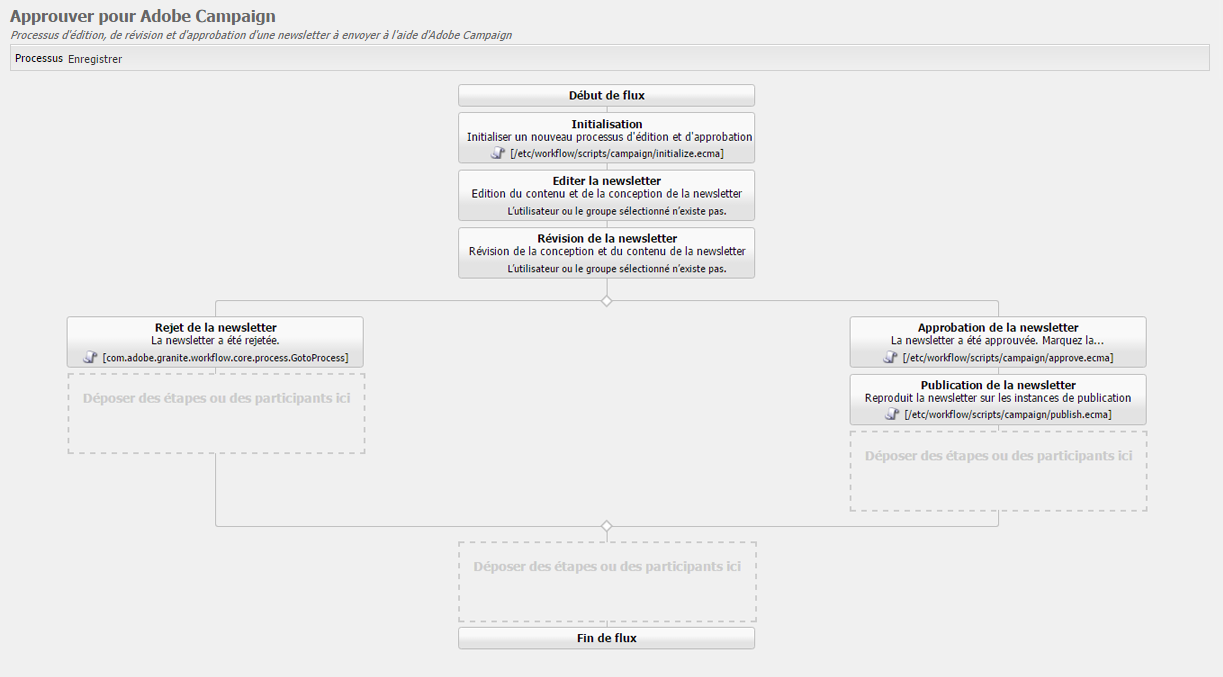 Approuver pour Adobe Campaign
Processus d'édition, de révision et d'approbation d'une newsletter à envoyer à l'aide d'Adobe Campaign
Processus Enregistrer
Début de flux
Initialisation
Initialiser un nouveau processus d'édition et d'approbation
[/etc/workflow/scripts/campaign/initialize.ecma]
Editer la newsletter
Edition du contenu et de la conception de la newsletter
L’utilisateur ou le groupe sélectionné n’existe pas.
Révision de la newsletter
Révision de la conception et du contenu de la newsletter
L’utilisateur ou le groupe sélectionné n’existe pas.
Rejet de la newsletter
La newsletter a été rejetée.
[com.adobe.granite.workflow.core.process.GotoProcess]
Déposer des étapes ou des participants ici
Approbation de la newsletter
La newsletter a été approuvée. Marquez la...
[/etc/workflow/scripts/campaign/approve.ecma]
Publication de la newsletter
Reproduit la newsletter sur les instances de publication
[/etc/workflow/scripts/campaign/publish.ecma]
Déposer des étapes ou des participants ici
Déposer des étapes ou des participants ici
Fin de flux